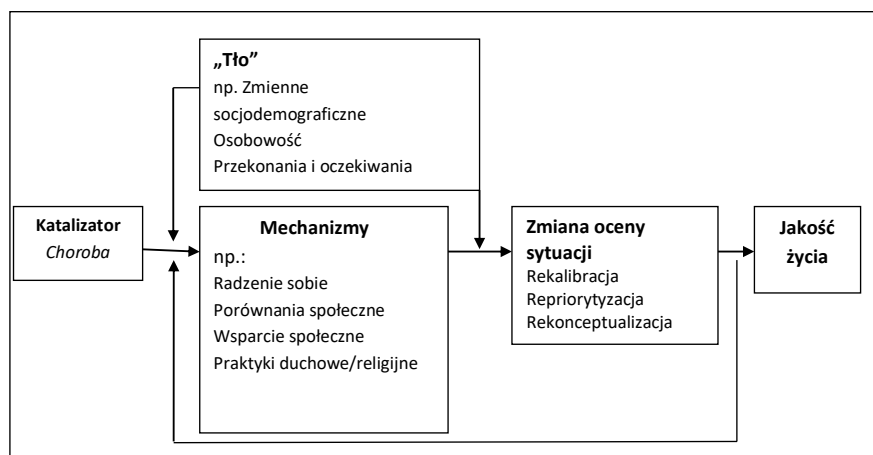 „Tło”
np. Zmienne
socjodemograficzne
Osobowość
Przekonania i oczekiwania
Katalizator
Choroba
Mechanizmy
np.:
Radzenie sobie
Porównania społeczne
Wsparcie społeczne
Praktyki duchowe/religijne
Zmiana oceny
sytuacji
Rekalibracja
Repriorytyzacja
Rekonceptualizacja
Jakość
życia